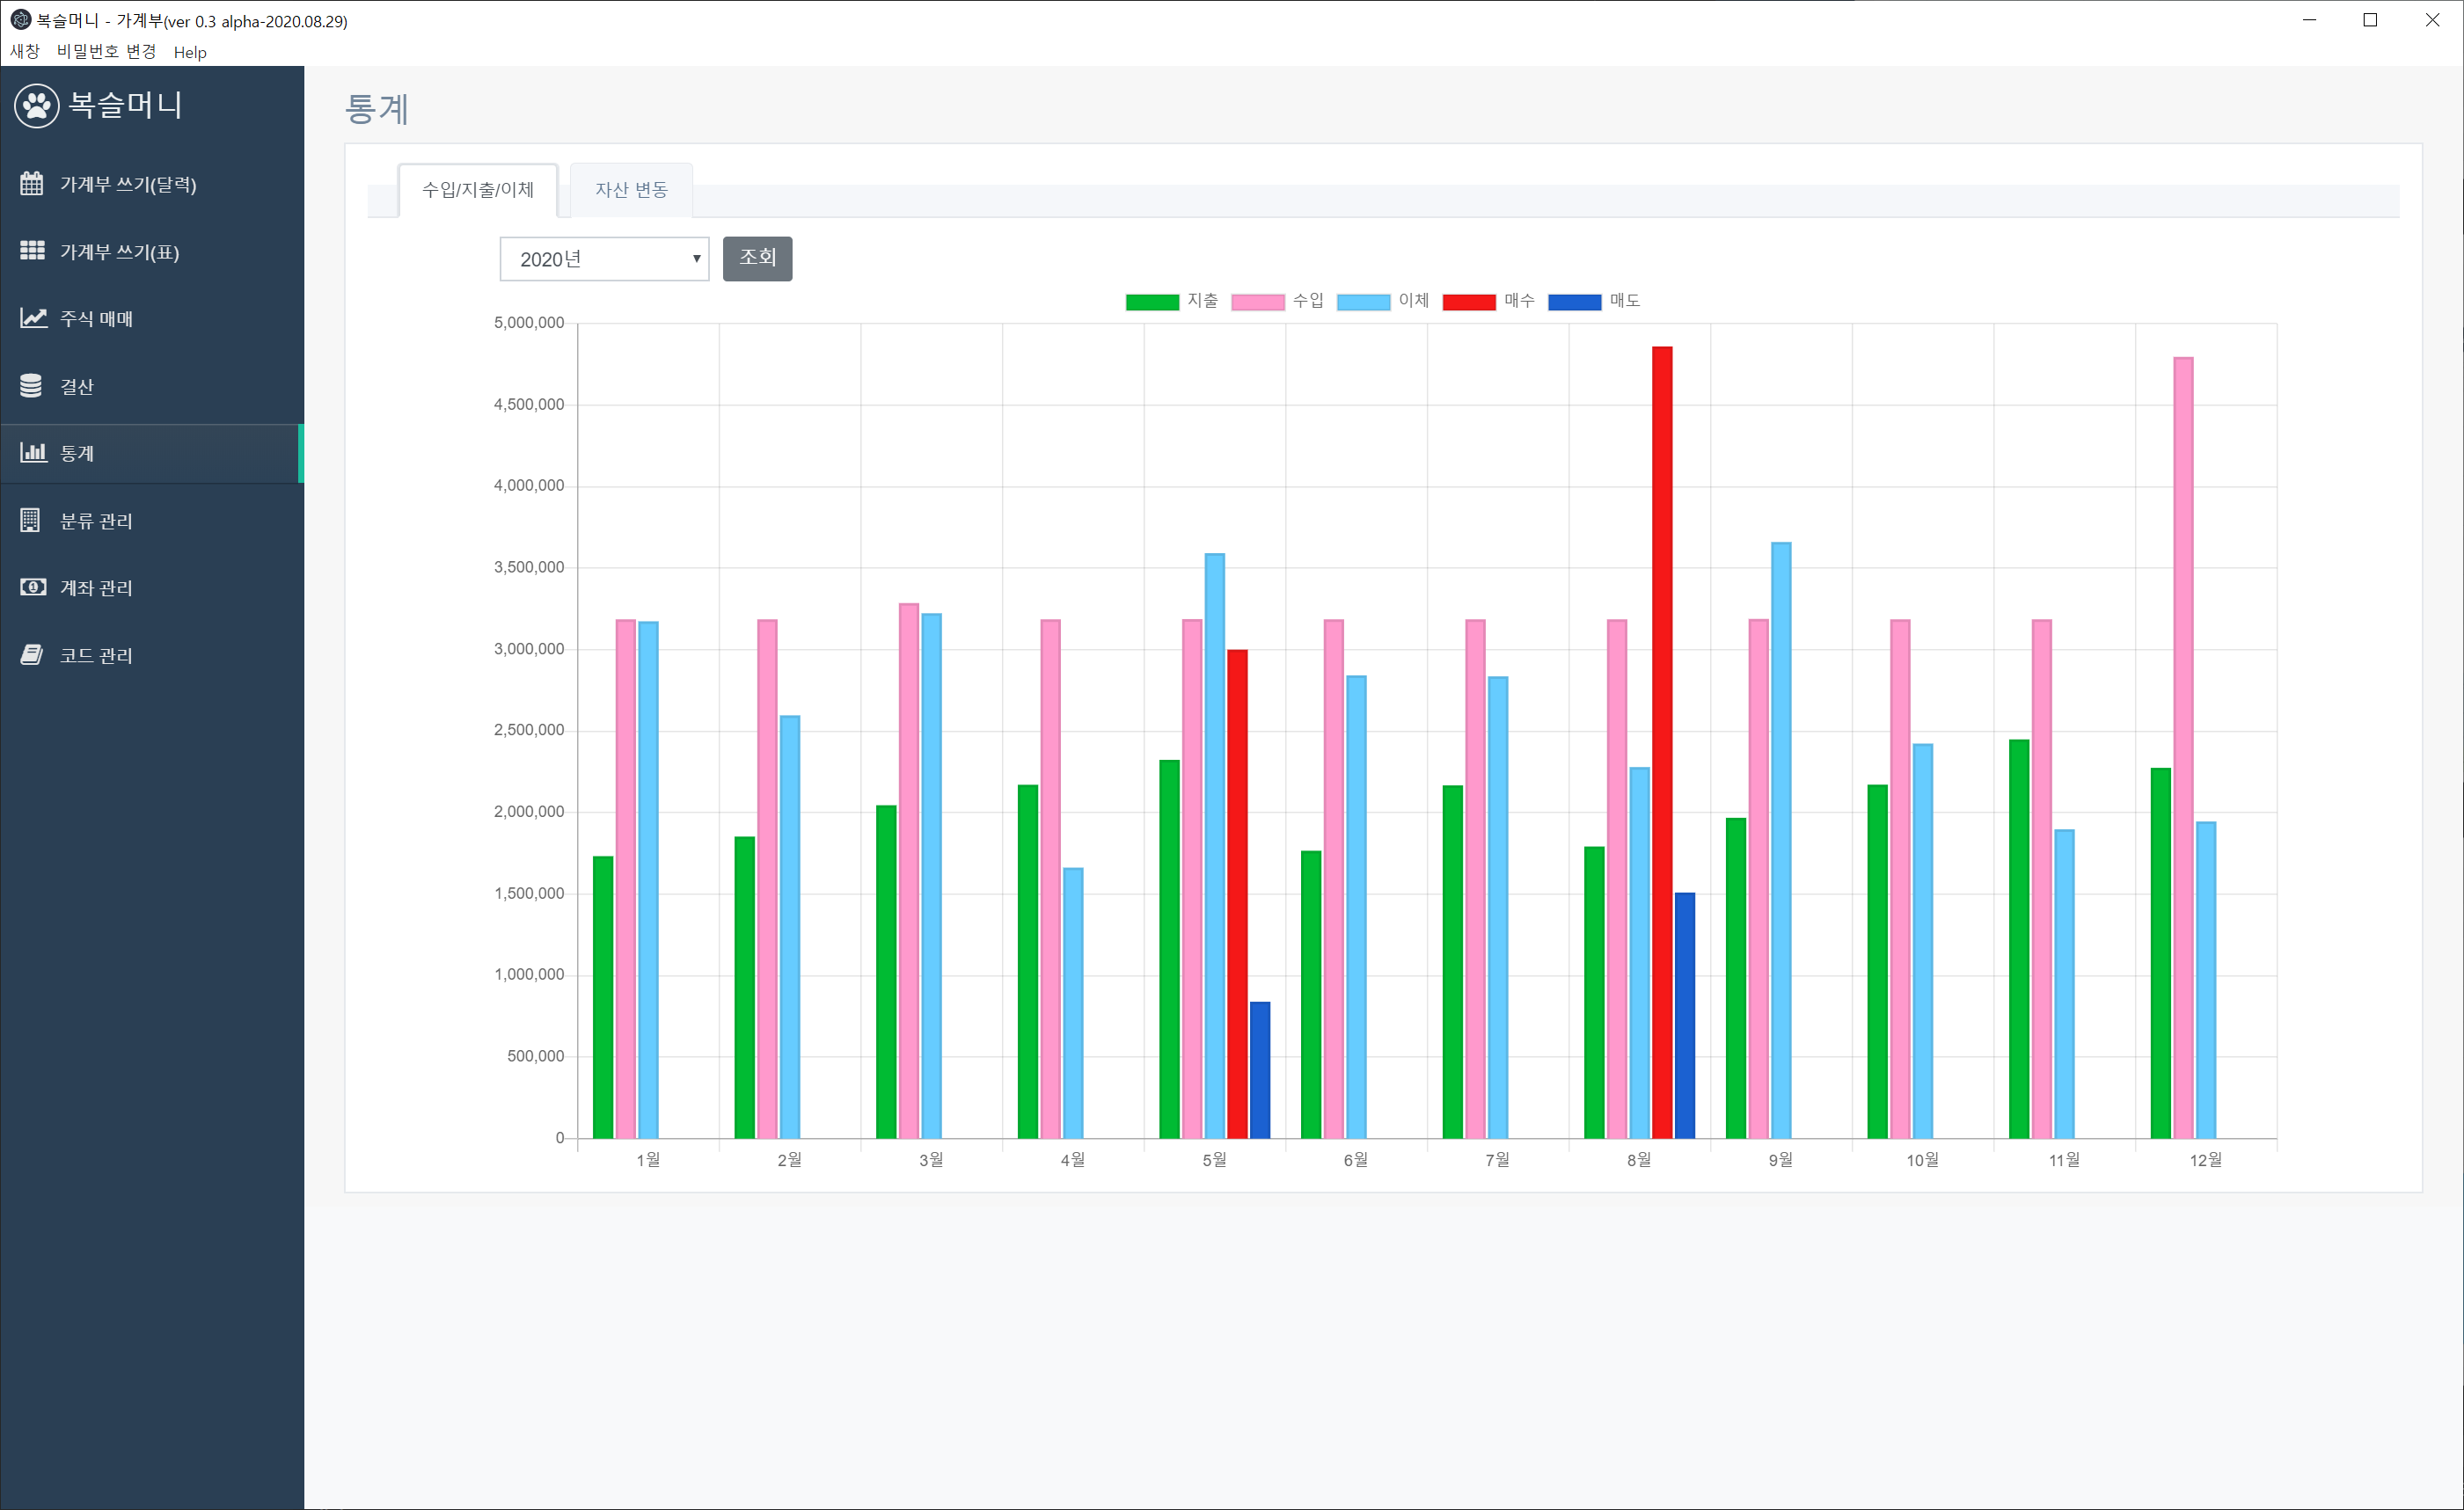 복슬머니 - 가계부(ver 0.3 alpha-2020.08.29)
새창 비밀번호 변경 Help
복슬머니
가계부 쓰기(달력)
가계부 쓰기(표)
주식 매매
결산
통계
분류 관리
계좌 관리
코드 관리
통계
수입/지출/이체 자산 변동
2020년 조회
지출 수입 이체 매수 매도
5,000,000
4,500,000
4,000,000
3,500,000
3,000,000
2,500,000
2,000,000
1,500,000
1,000,000
500,000
0
1월 2월 3월 4월 5월 6월 7월 8월 9월 10월 11월 12월